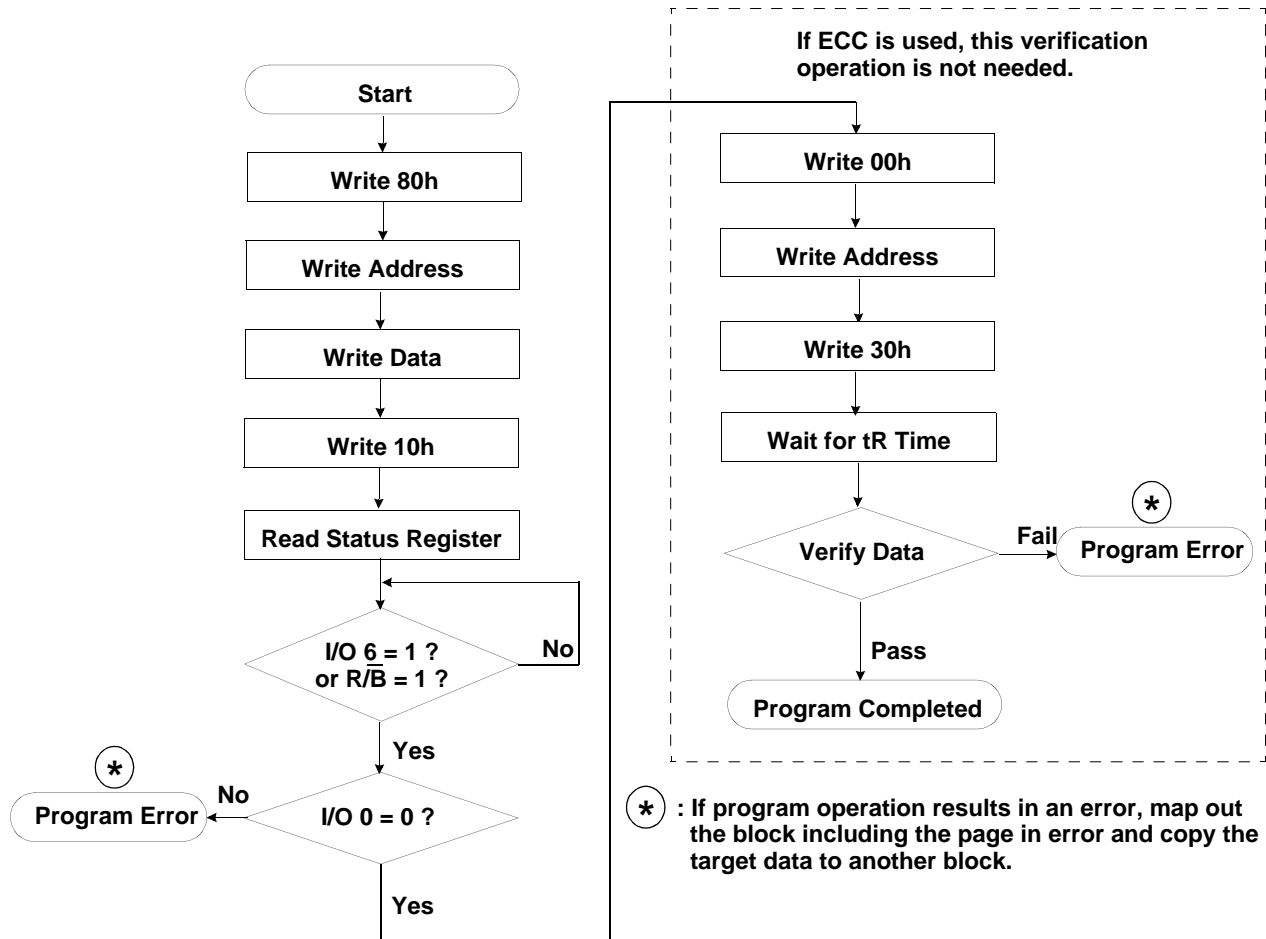 Start
Write 80h
Write Address
Write Data
Write 10h
Read Status Register
I/O 6 = 1 ?
or R/B̅ = 1 ?
No
Yes
*
Program Error
No
I/O 0 = 0 ?
Yes
If ECC is used, this verification
operation is not needed.
Write 00h
Write Address
Write 30h
Wait for tR Time
Verify Data
Fail
*
Program Error
Pass
Program Completed
* : If program operation results in an error, map out
the block including the page in error and copy the
target data to another block.